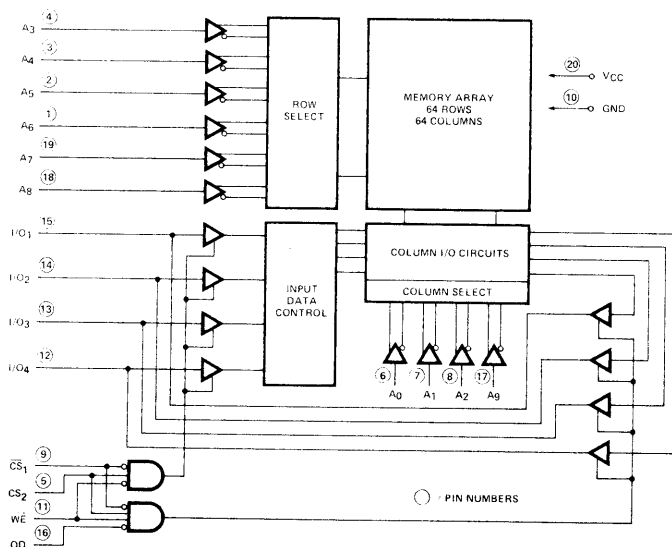 A3 4
A4 3
A5 2
A6 1
A7 19
A8 18
ROW
SELECT
MEMORY ARRAY
64 ROWS
64 COLUMNS
20 VCC
10 GND
I/O1 15
I/O2 14
I/O3 13
I/O4 12
INPUT
DATA
CONTROL
COLUMN I/O CIRCUITS
COLUMN SELECT
6 7 8 17
A0 A1 A2 A9
CS1 9
CS2 5
WE 11
OD 16
PIN NUMBERS